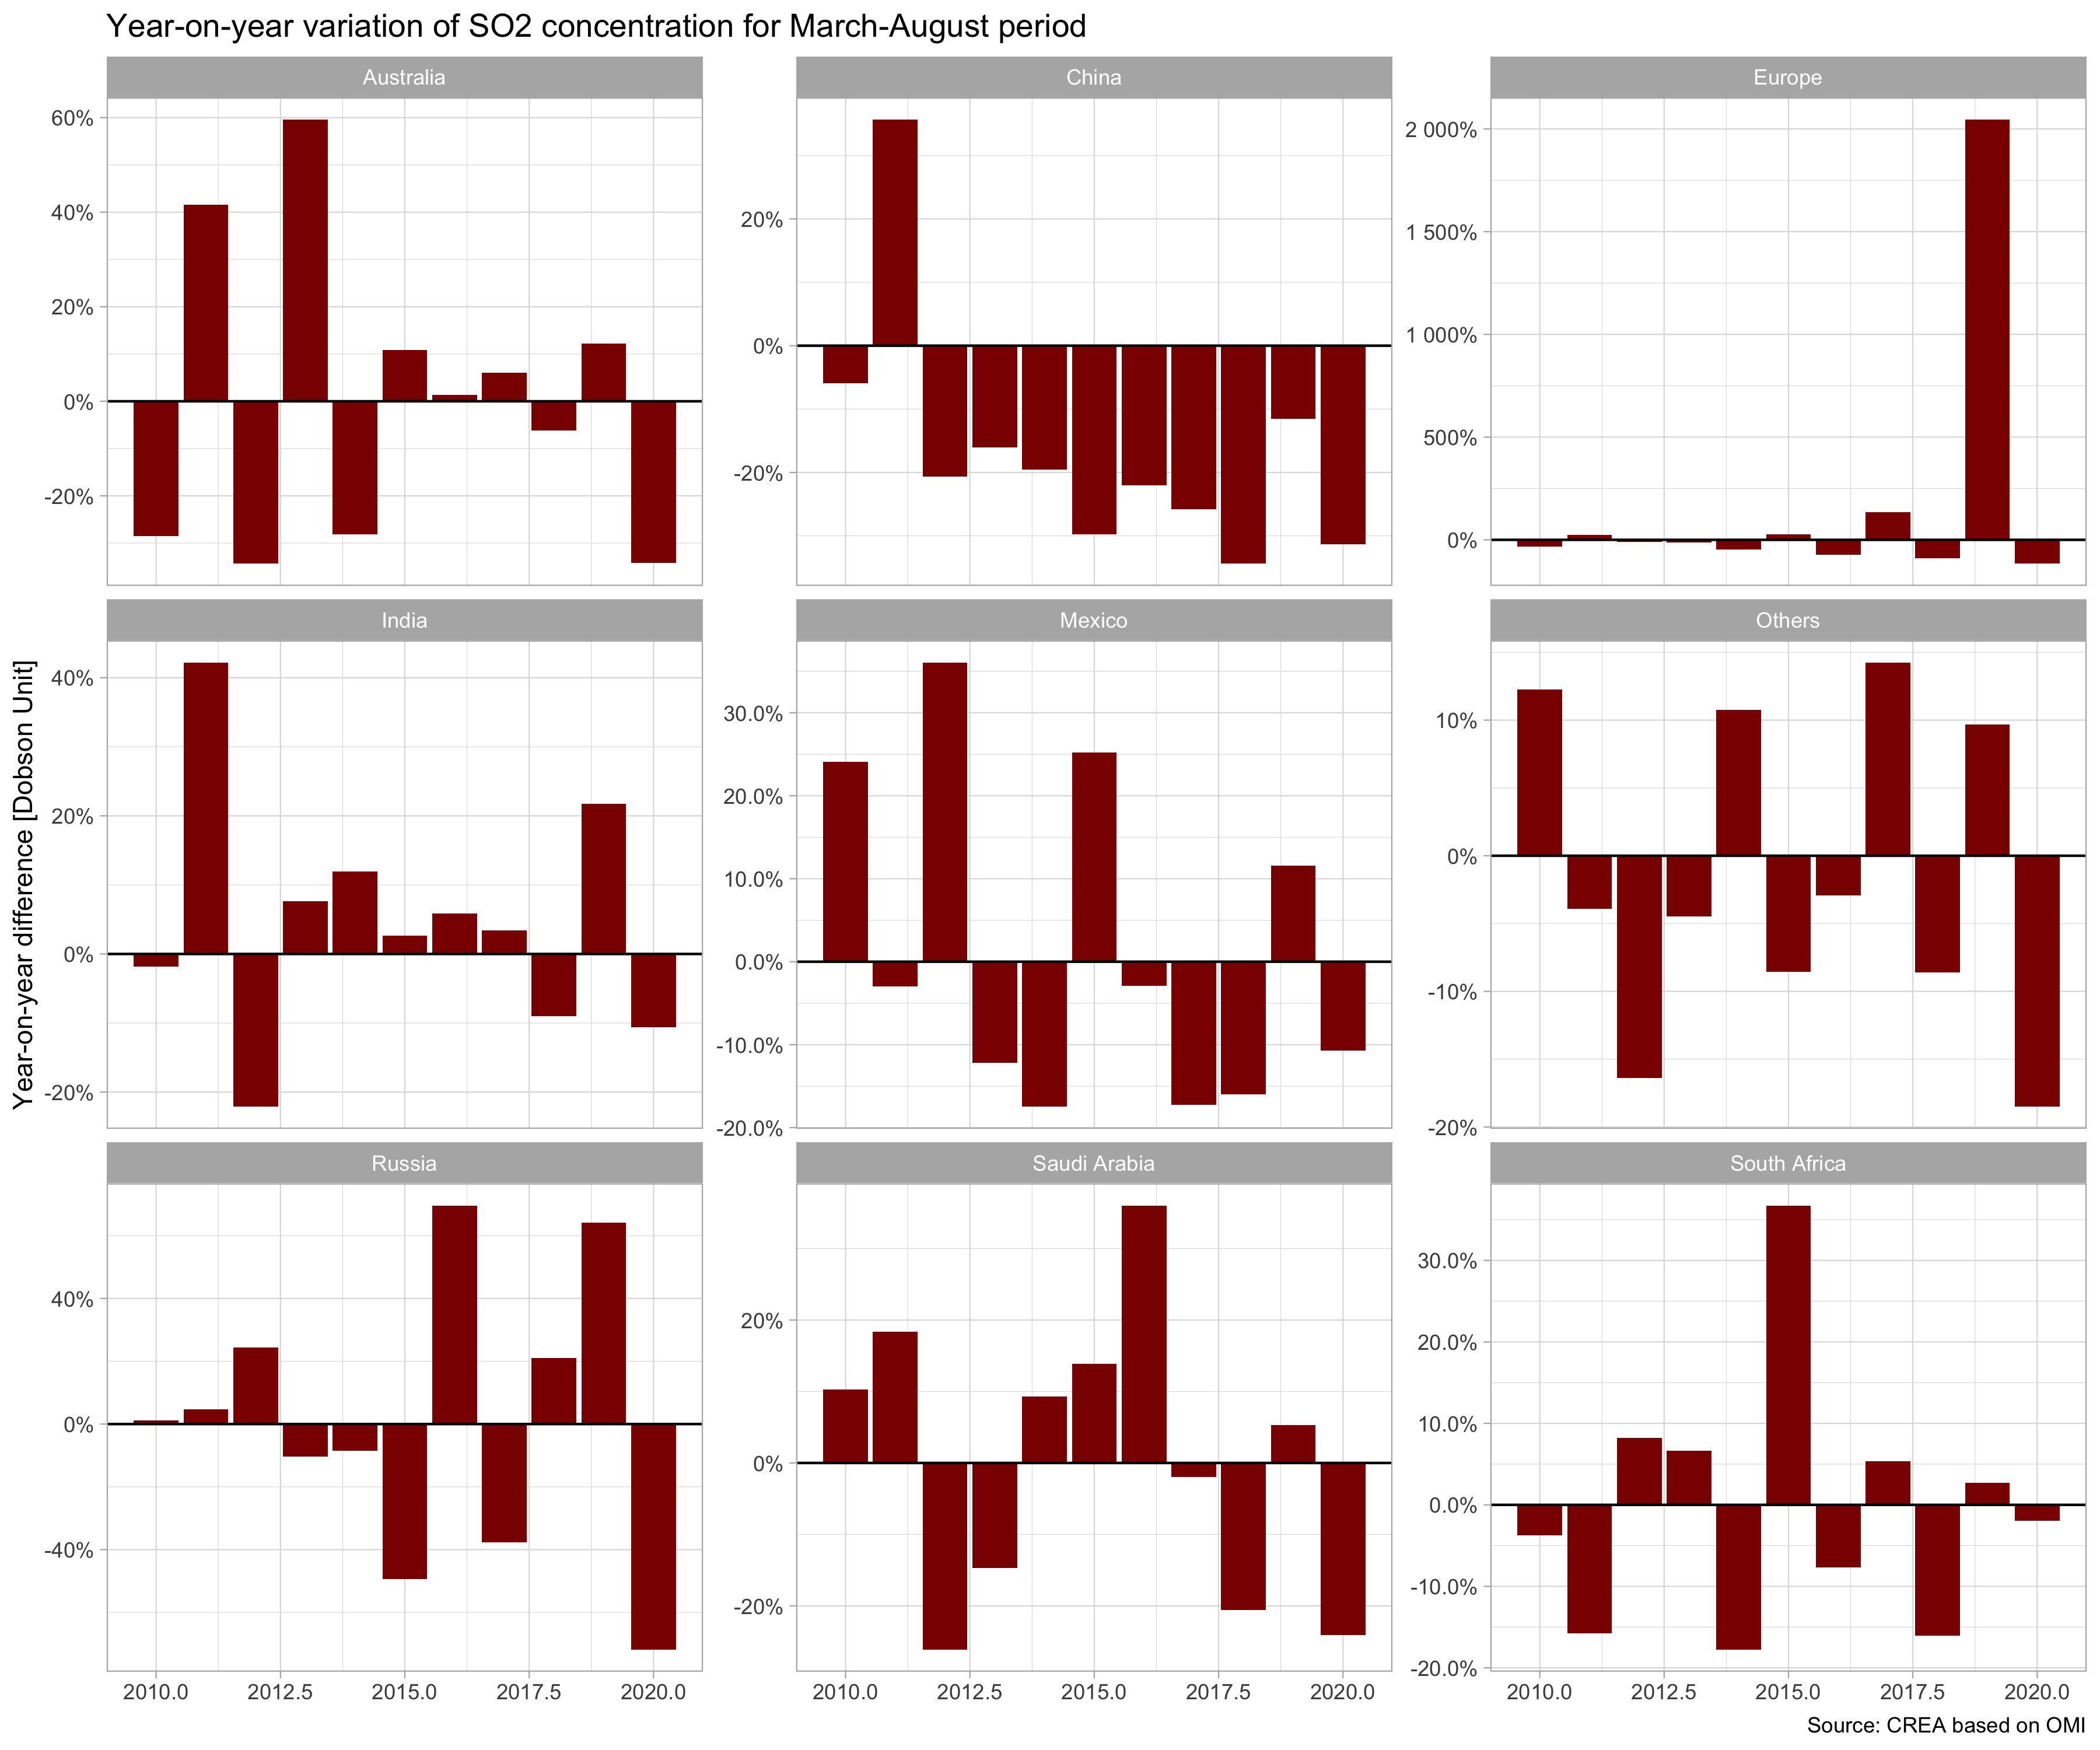 Year-on-year variation of SO2 concentration for March-August period
Australia
China
Europe
60%
40%
20%
0%
-20%
20%
0%
-20%
2 000%
1 500%
1 000%
500%
0%
India
Mexico
Others
40%
20%
0%
-20%
30.0%
20.0%
10.0%
0.0%
-10.0%
-20.0%
10%
0%
-10%
-20%
Year-on-year difference [Dobson Unit]
Russia
Saudi Arabia
South Africa
40%
0%
-40%
20%
0%
-20%
30.0%
20.0%
10.0%
0.0%
-10.0%
-20.0%
2010.0 2012.5 2015.0 2017.5 2020.0
2010.0 2012.5 2015.0 2017.5 2020.0
2010.0 2012.5 2015.0 2017.5 2020.0
Source: CREA based on OMI